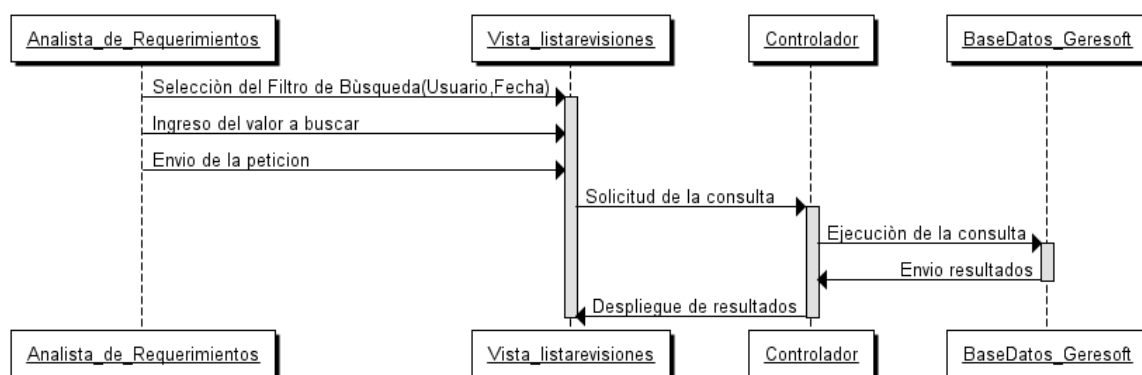 Analista_de_Requerimientos
Vista_listarevisiones
Controlador
BaseDatos_Geresoft
Selecciòn del Filtro de Bùsqueda(Usuario,Fecha)
Ingreso del valor a buscar
Envio de la peticion
Solicitud de la consulta
Ejecuciòn de la consulta
Envio resultados
Despliegue de resultados
Analista_de_Requerimientos
Vista_listarevisiones
Controlador
BaseDatos_Geresoft